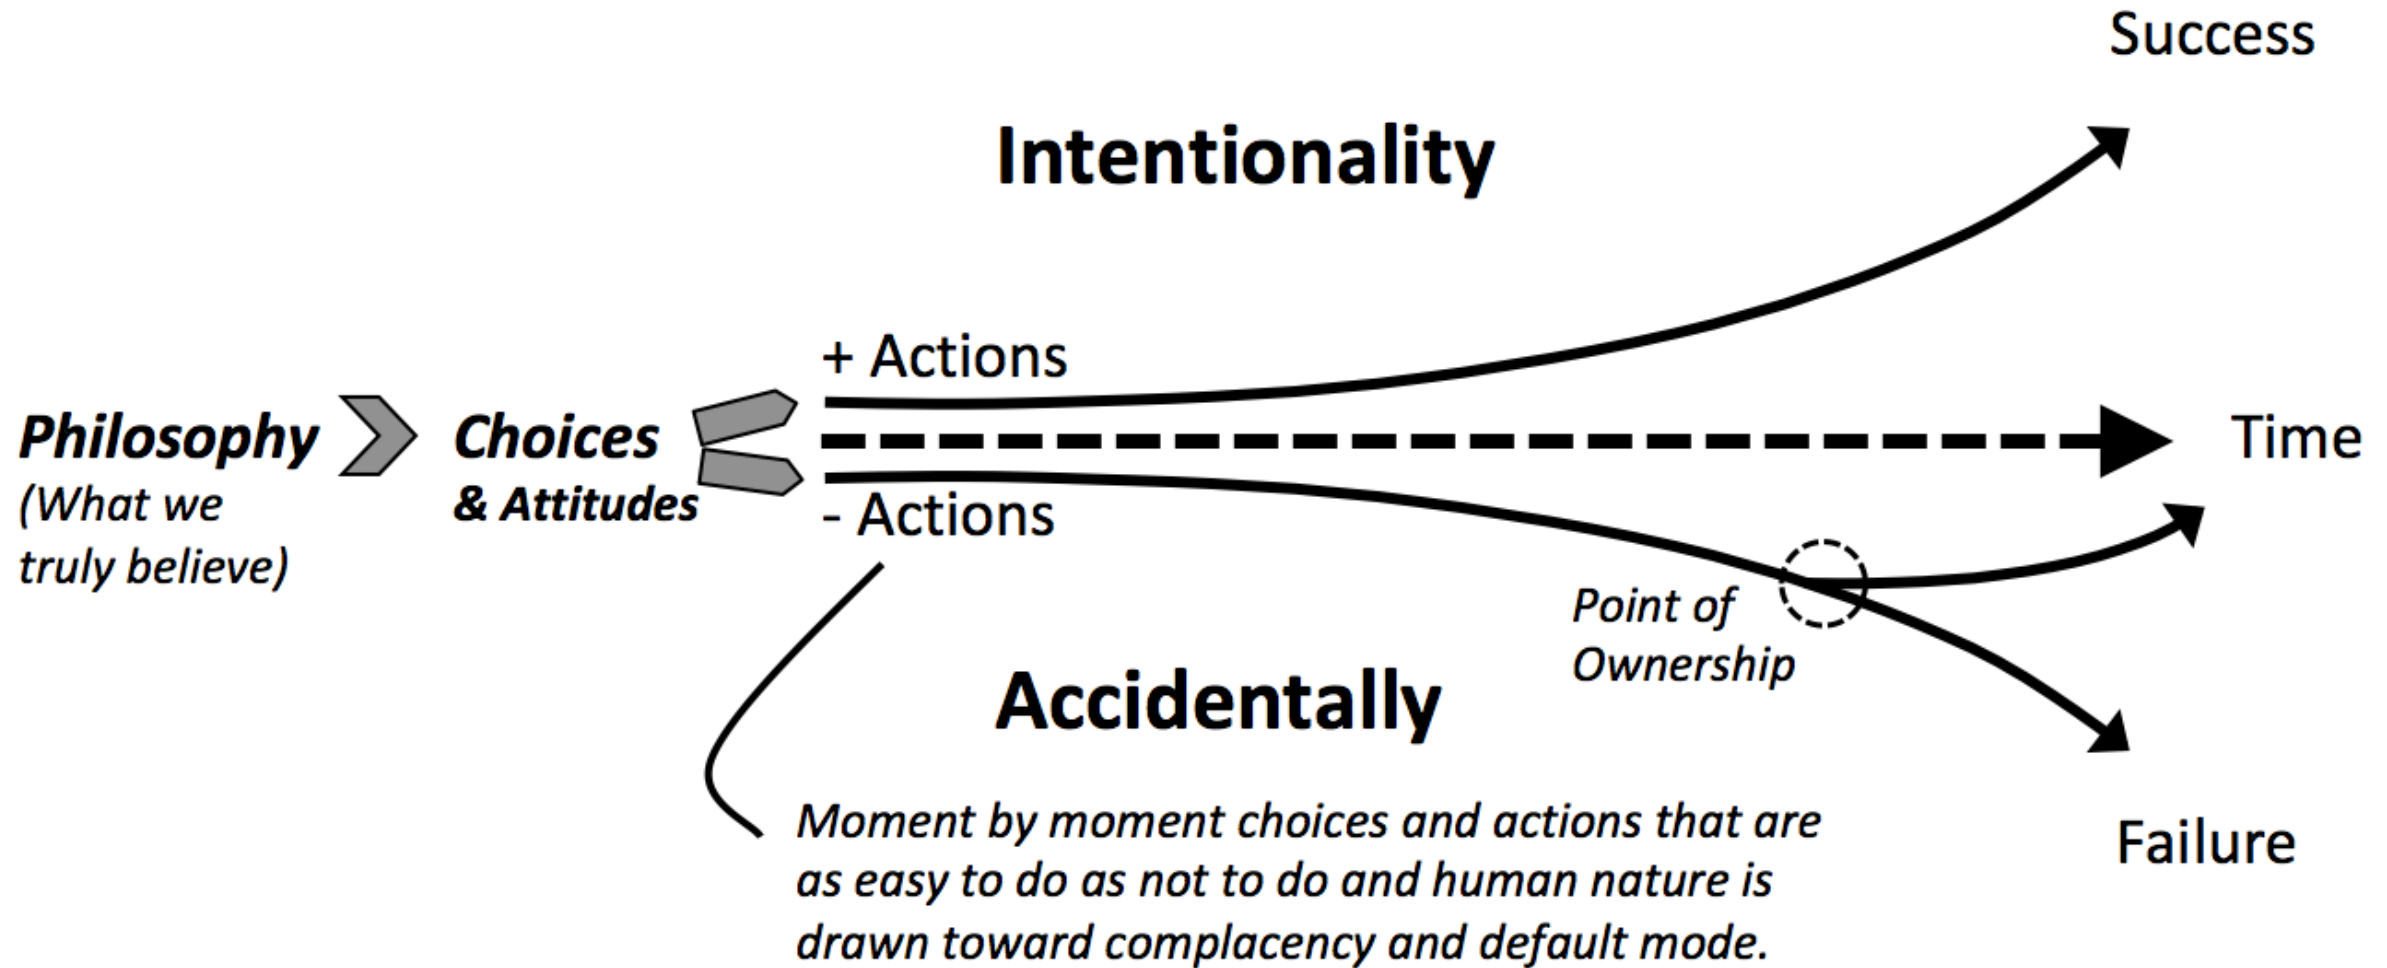 Success
Intentionality
+ Actions
Philosophy
(What we
truly believe)
Choices
& Attitudes
Time
- Actions
Point of
Ownership
Accidentally
Moment by moment choices and actions that are
as easy to do as not to do and human nature is
drawn toward complacency and default mode.
Failure